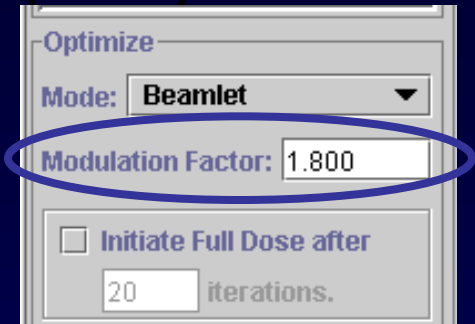 Optimize
Mode: Beamlet
Modulation Factor: 1.800
Initiate Full Dose after
20 iterations.